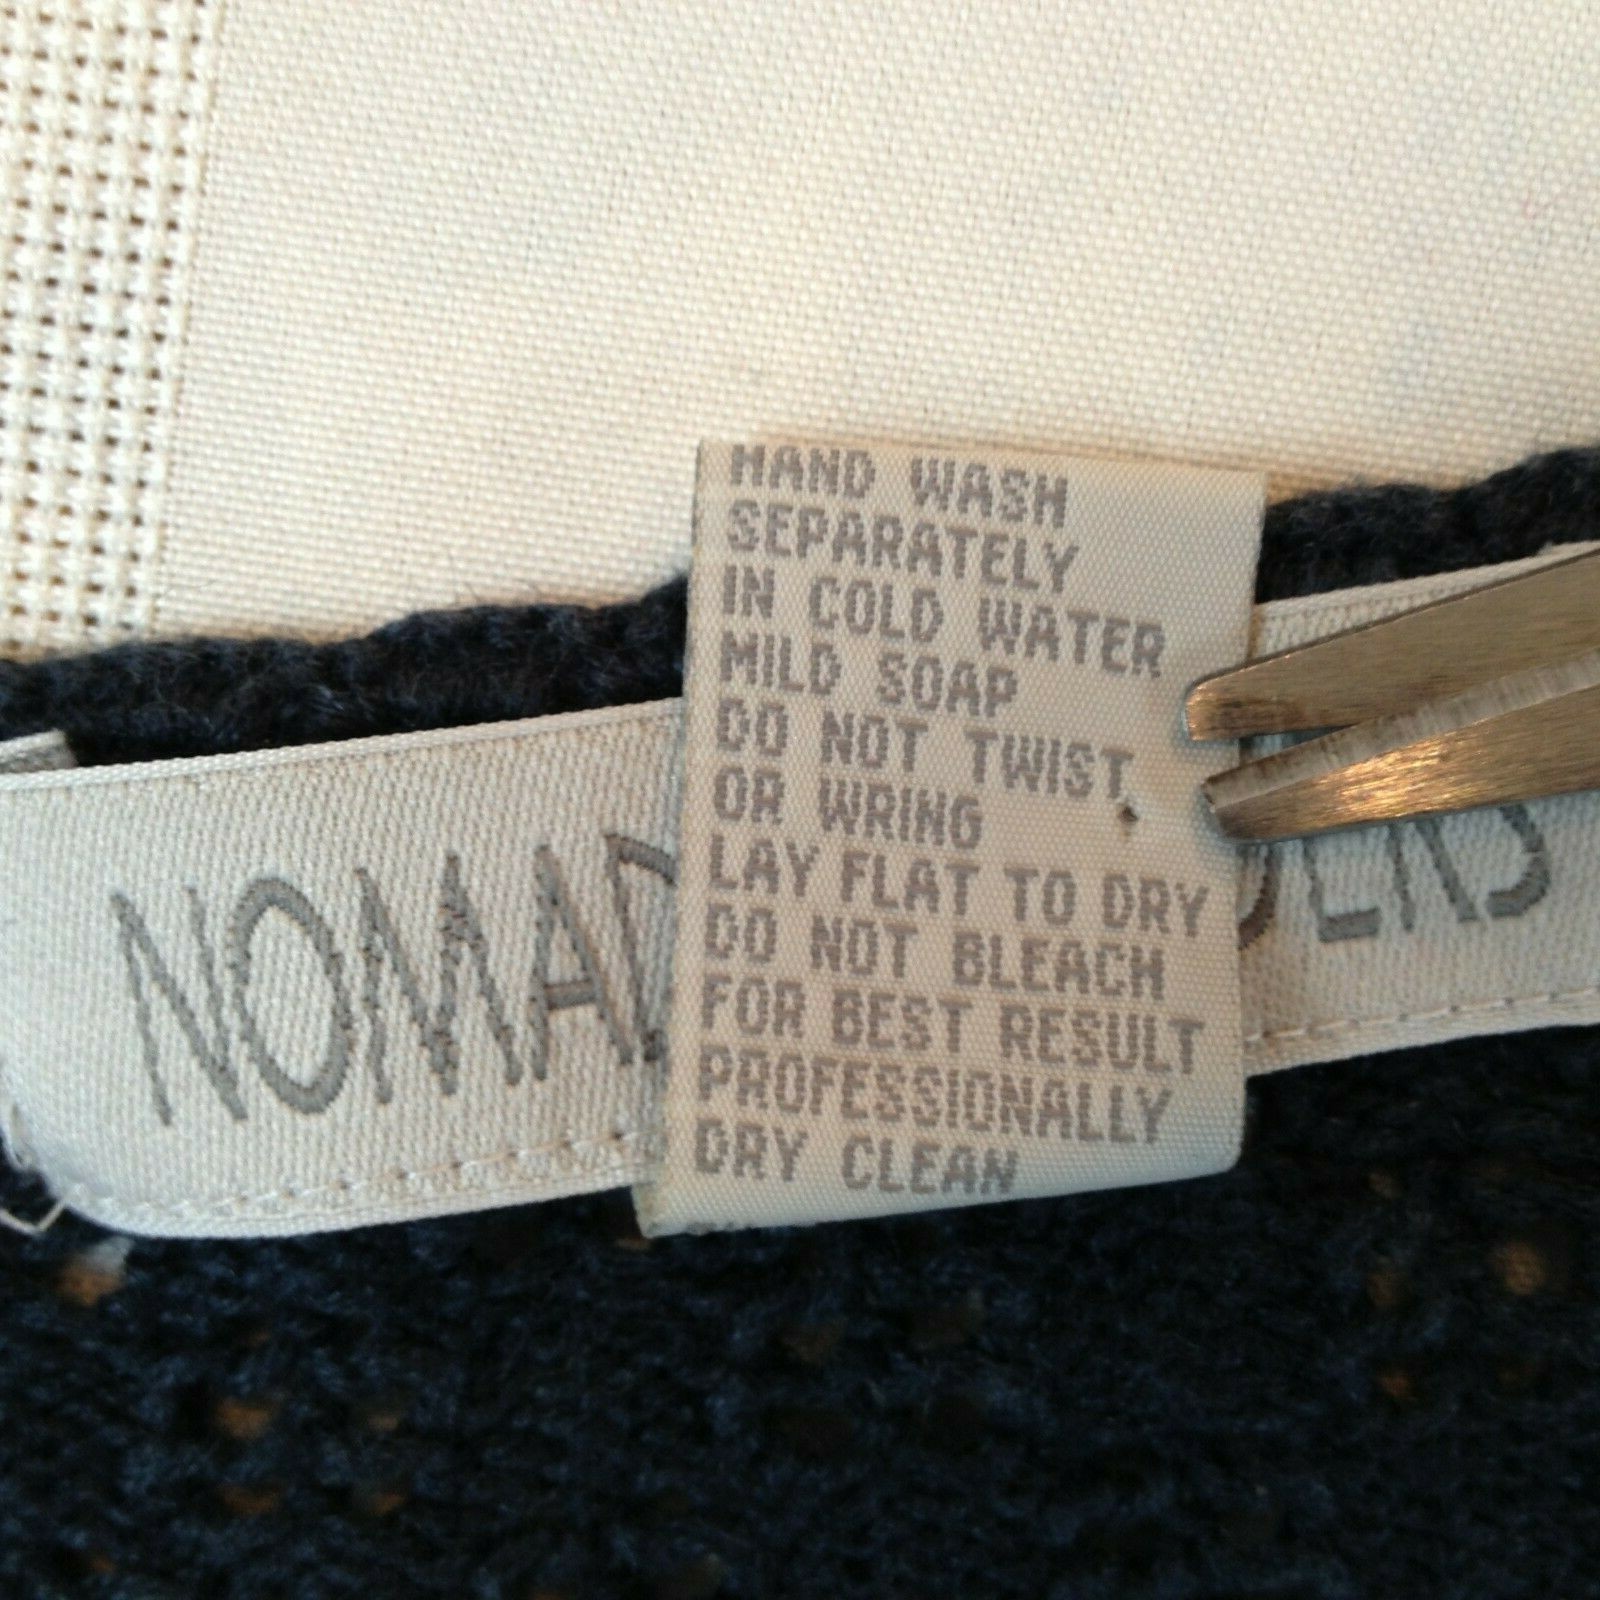 HAND WASH
SEPARATELY
IN COLD WATER
MILD SOAP
DO NOT TWIST
OR WRING
LAY FLAT TO DRY
DO NOT BLEACH
FOR BEST RESULT
PROFESSIONALLY
DRY CLEAN
NOMAD